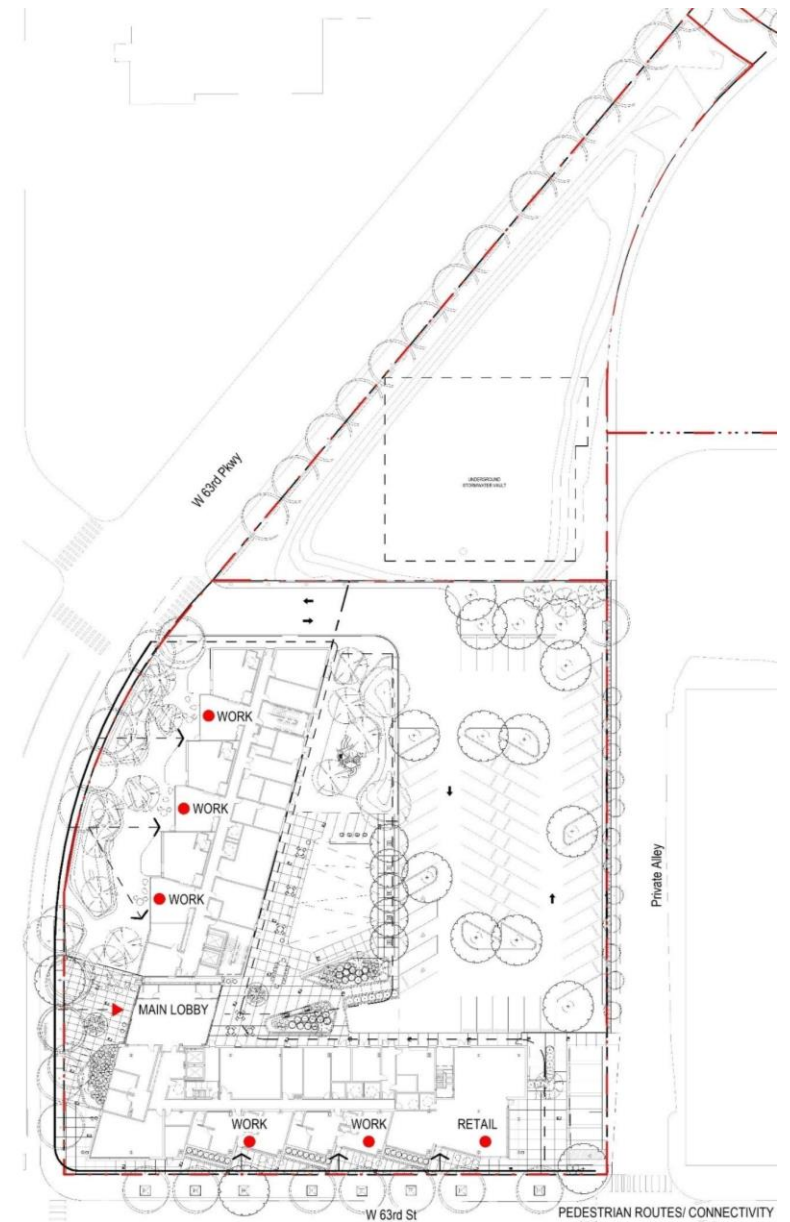 W 63rd Pkwy
UNDERGROUND
STORMWATER VAULT
WORK
WORK
WORK
Private Alley
MAIN LOBBY
WORK
WORK
RETAIL
W 63rd St
PEDESTRIAN ROUTES/ CONNECTIVITY